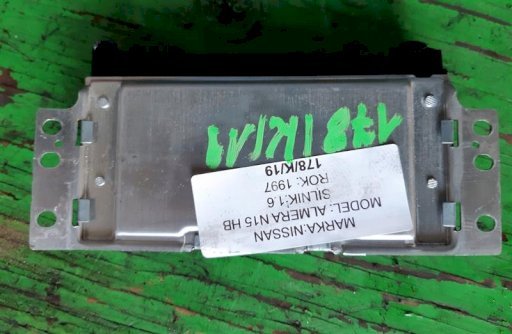 178/K/19
MARKA:NISSAN
MODEL: ALMERA N15 HB
SILNIK:1.6
ROK: 1997
178/K/19